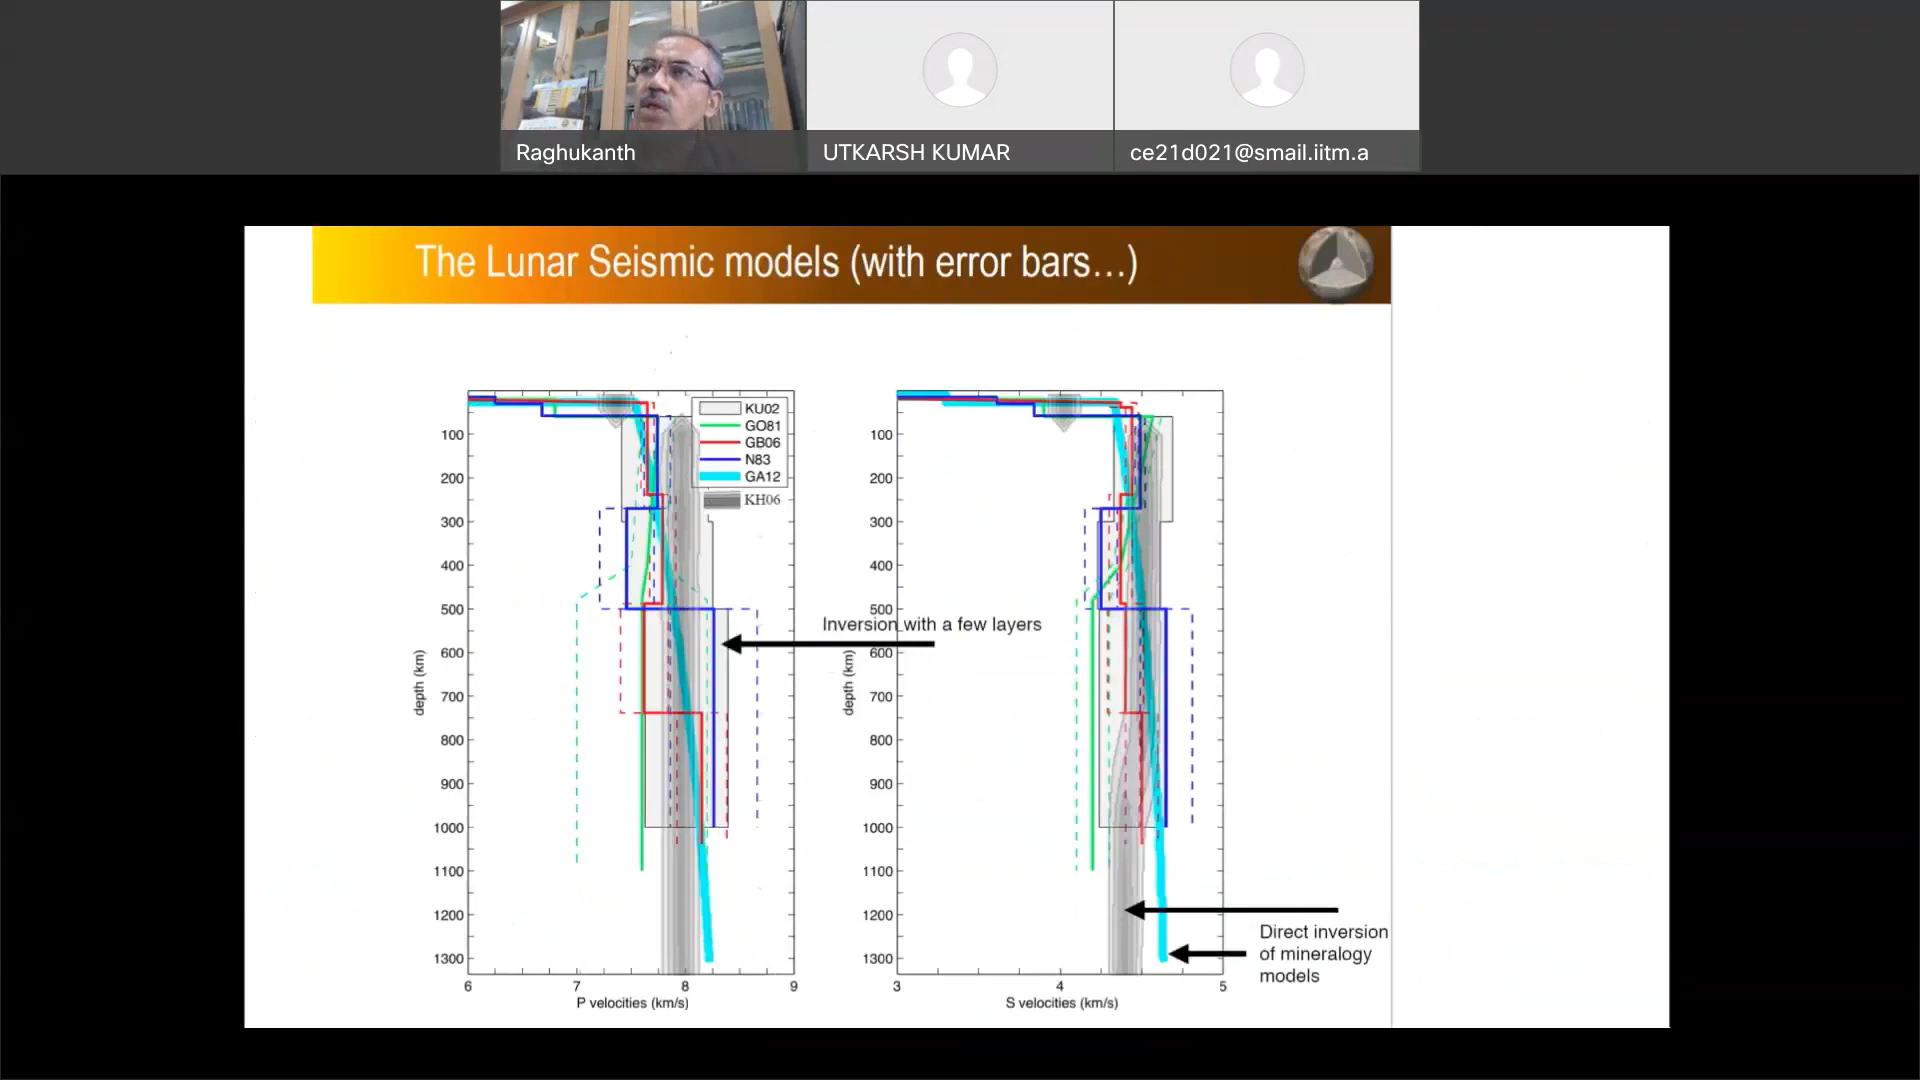 Raghukanth
UTKARSH KUMAR
ce21d021@smail.iitm.a
The Lunar Seismic models (with error bars...)
KU02
GO81
GB06
N83
GA12
KH06
100
200
300
400
500
600
700
800
900
1000
1100
1200
1300
depth (km)
6 7 8 9
P velocities (km/s)
Inversion with a few layers
100
200
300
400
500
600
700
800
900
1000
1100
1200
1300
depth (km)
3 4 5
S velocities (km/s)
Direct inversion
of mineralogy
models